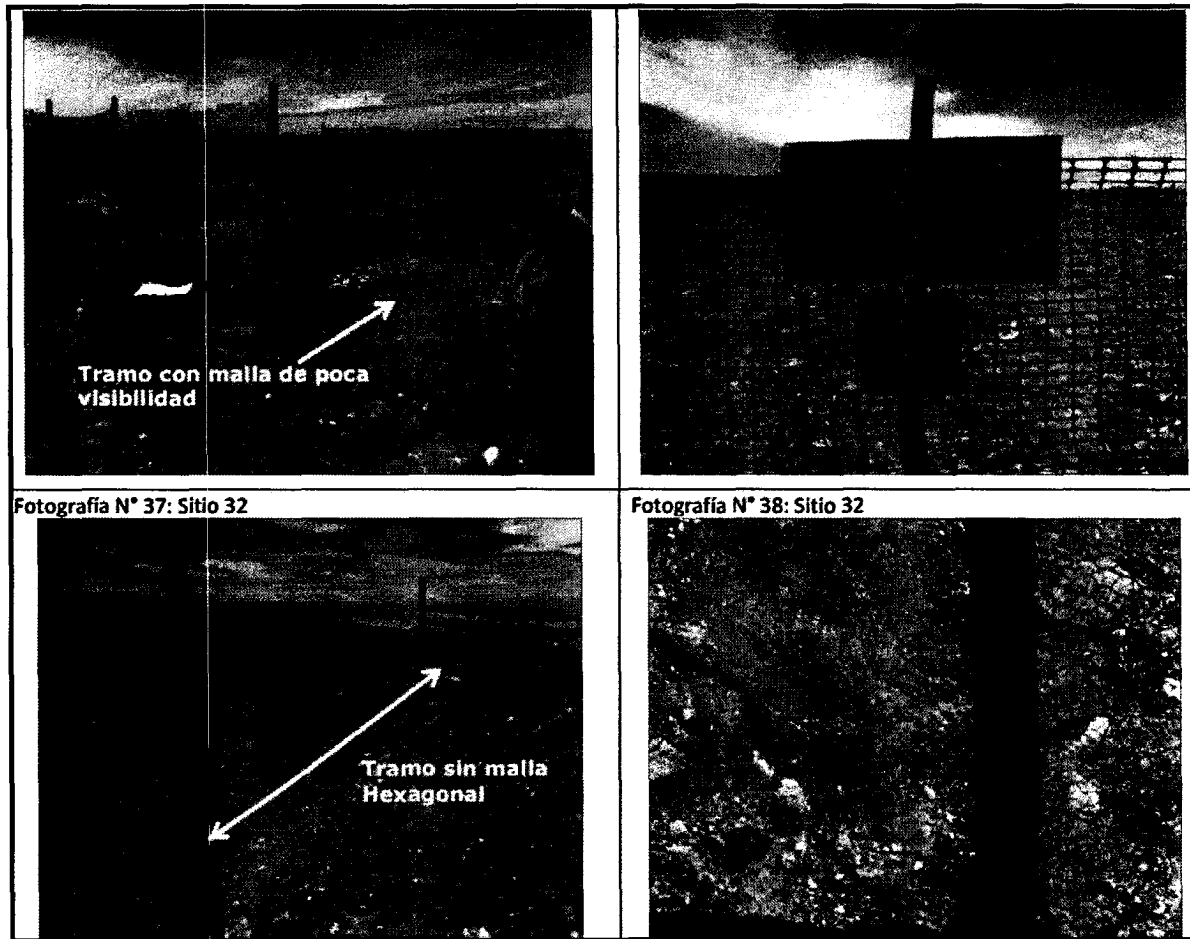 Tramo con malla de poca
visibilidad
Fotografía N° 37: Sitio 32
Fotografía N° 38: Sitio 32
Tramo sin malla
Hexagonal